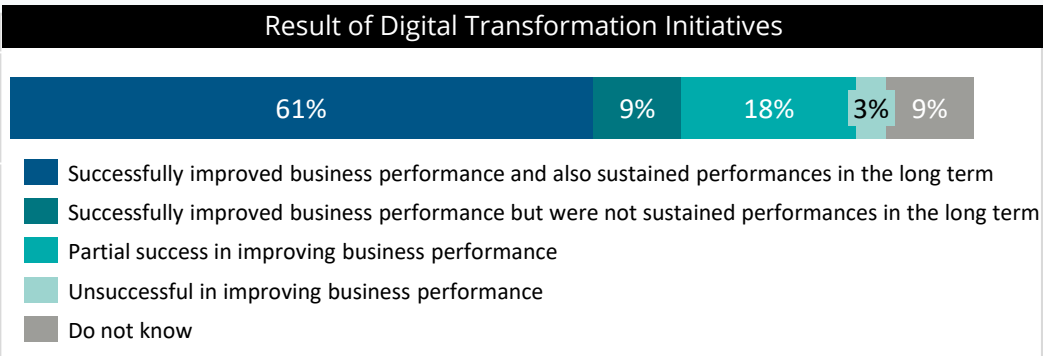 Result of Digital Transformation Initiatives
61% 9% 18% 3% 9%
Successfully improved business performance and also sustained performances in the long term
Successfully improved business performance but were not sustained performances in the long term
Partial success in improving business performance
Unsuccessful in improving business performance
Do not know